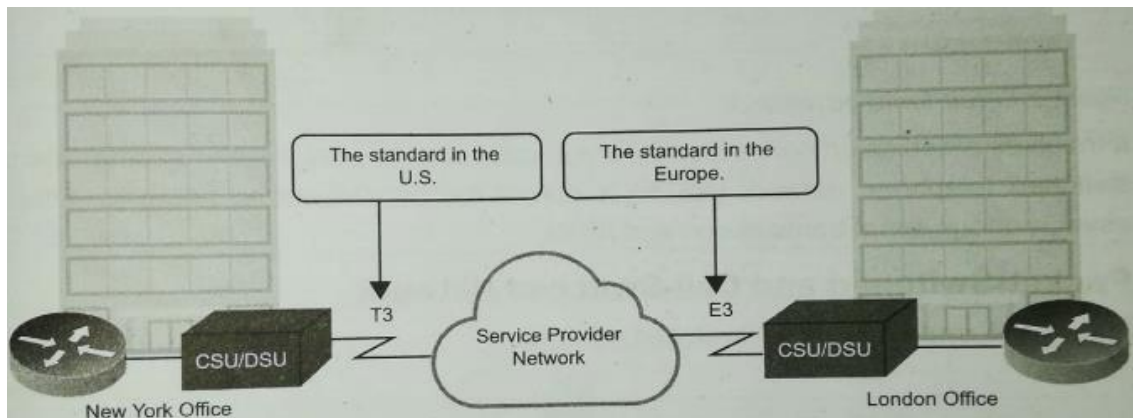 The standard in the
U.S.
The standard in the
Europe.
T3
E3
Service Provider
Network
CSU/DSU
CSU/DSU
New York Office
London Office